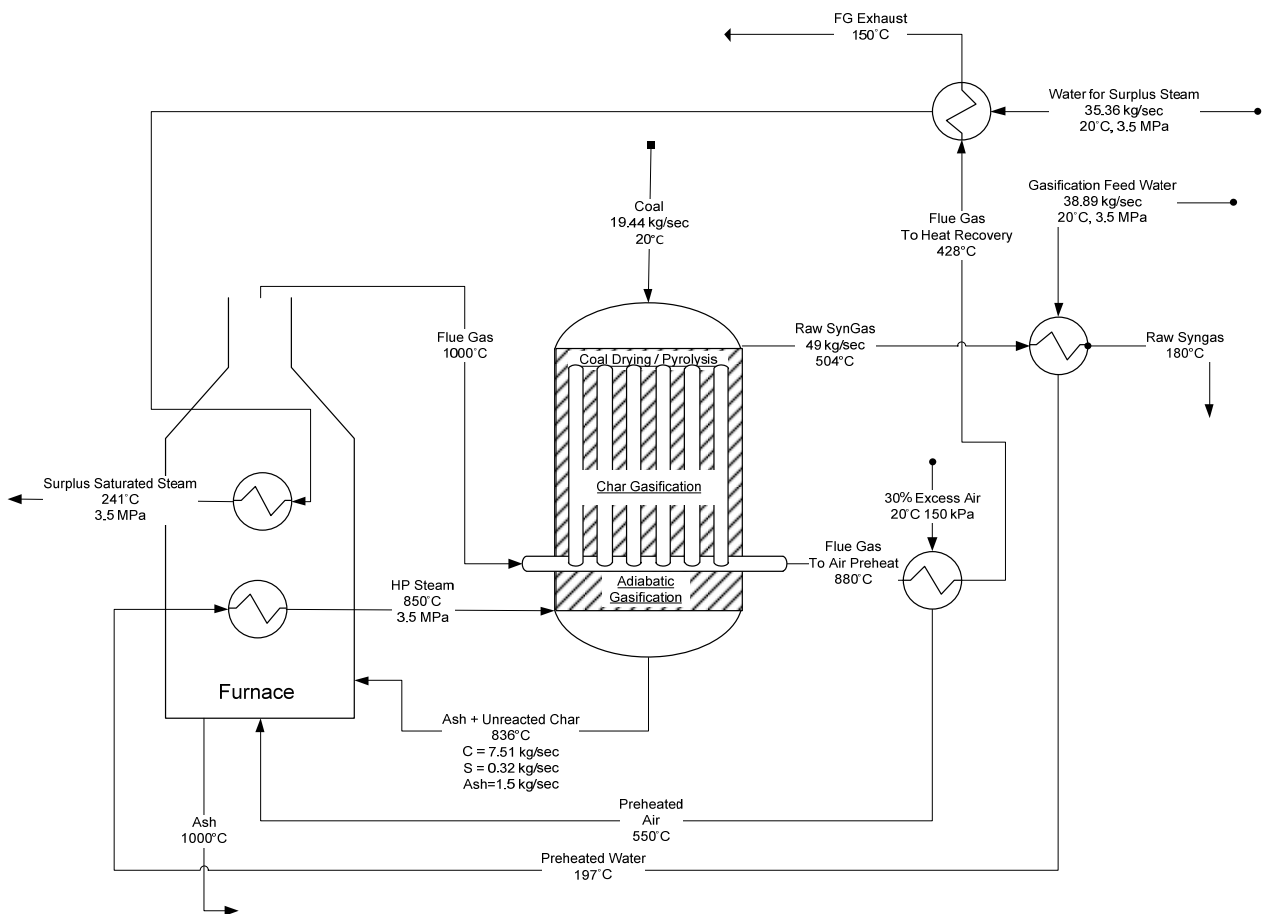 FG Exhaust
150°C
Water for Surplus Steam
35.36 kg/sec
20°C, 3.5 MPa
Gasification Feed Water
38.89 kg/sec
20°C, 3.5 MPa
Coal
19.44 kg/sec
20°C
Flue Gas
To Heat Recovery
428°C
Flue Gas
1000°C
Raw SynGas
49 kg/sec
504°C
Raw Syngas
180°C
Coal Drying / Pyrolysis
Char Gasification
Surplus Saturated Steam
241°C
3.5 MPa
30% Excess Air
20°C 150 kPa
Flue Gas
To Air Preheat
880°C
Adiabatic
Gasification
HP Steam
850°C
3.5 MPa
Furnace
Ash + Unreacted Char
836°C
C = 7.51 kg/sec
S = 0.32 kg/sec
Ash=1.5 kg/sec
Preheated
Air
550°C
Ash
1000°C
Preheated Water
197°C